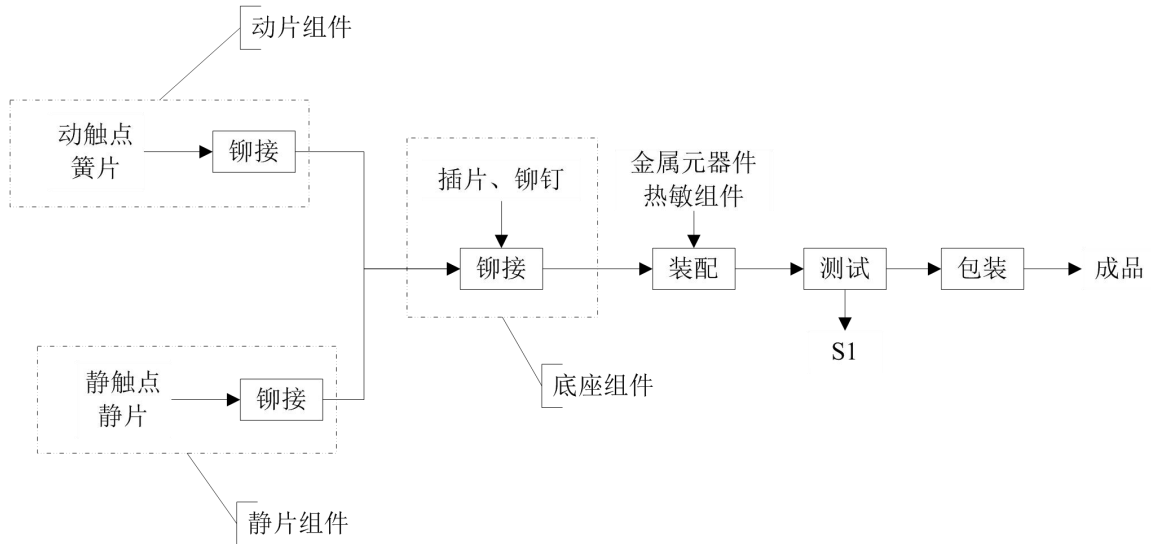 动片组件
动触点
簧片
铆接
插片、铆钉
铆接
金属元器件
热敏组件
装配
测试
包装
成品
S1
静触点
静片
铆接
底座组件
静片组件